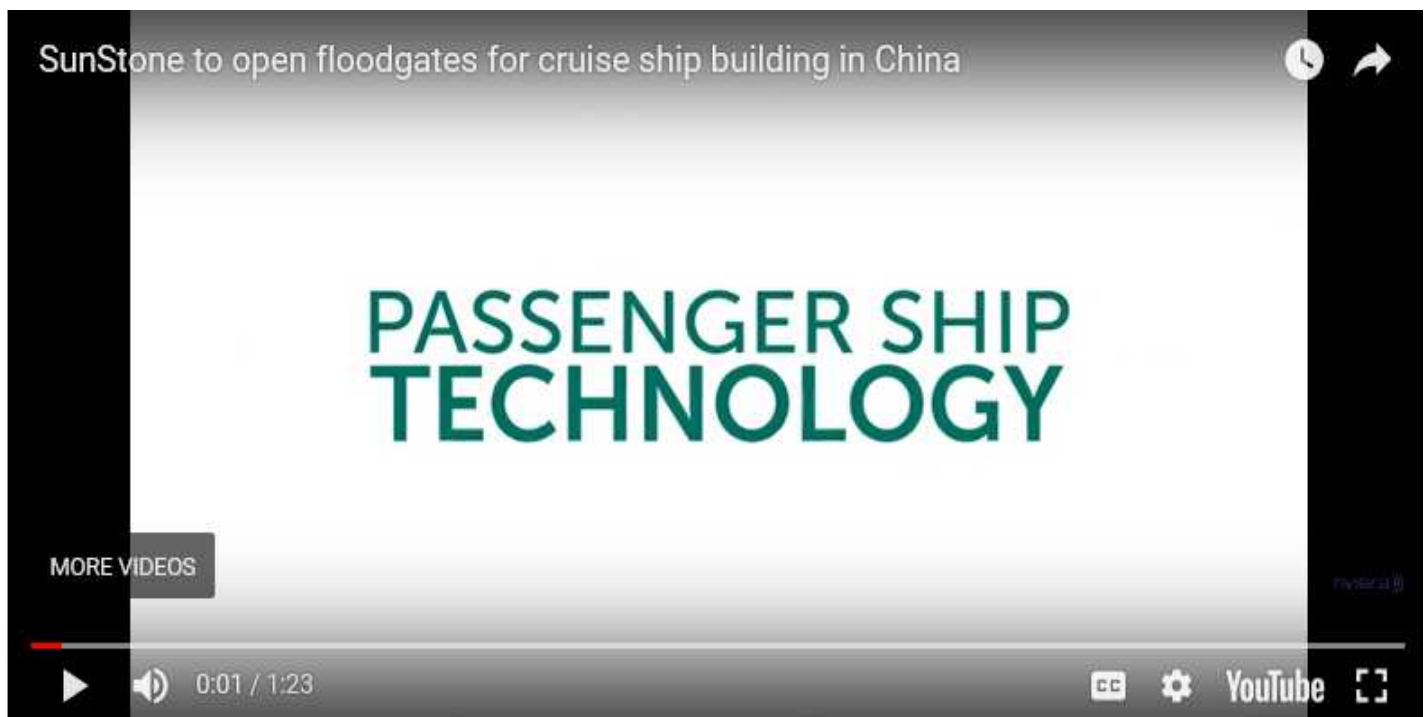 SunStone to open floodgates for cruise ship building in China
PASSENGER SHIP
TECHNOLOGY
MORE VIDEOS
riviera
0:01 / 1:23
CC
YouTube